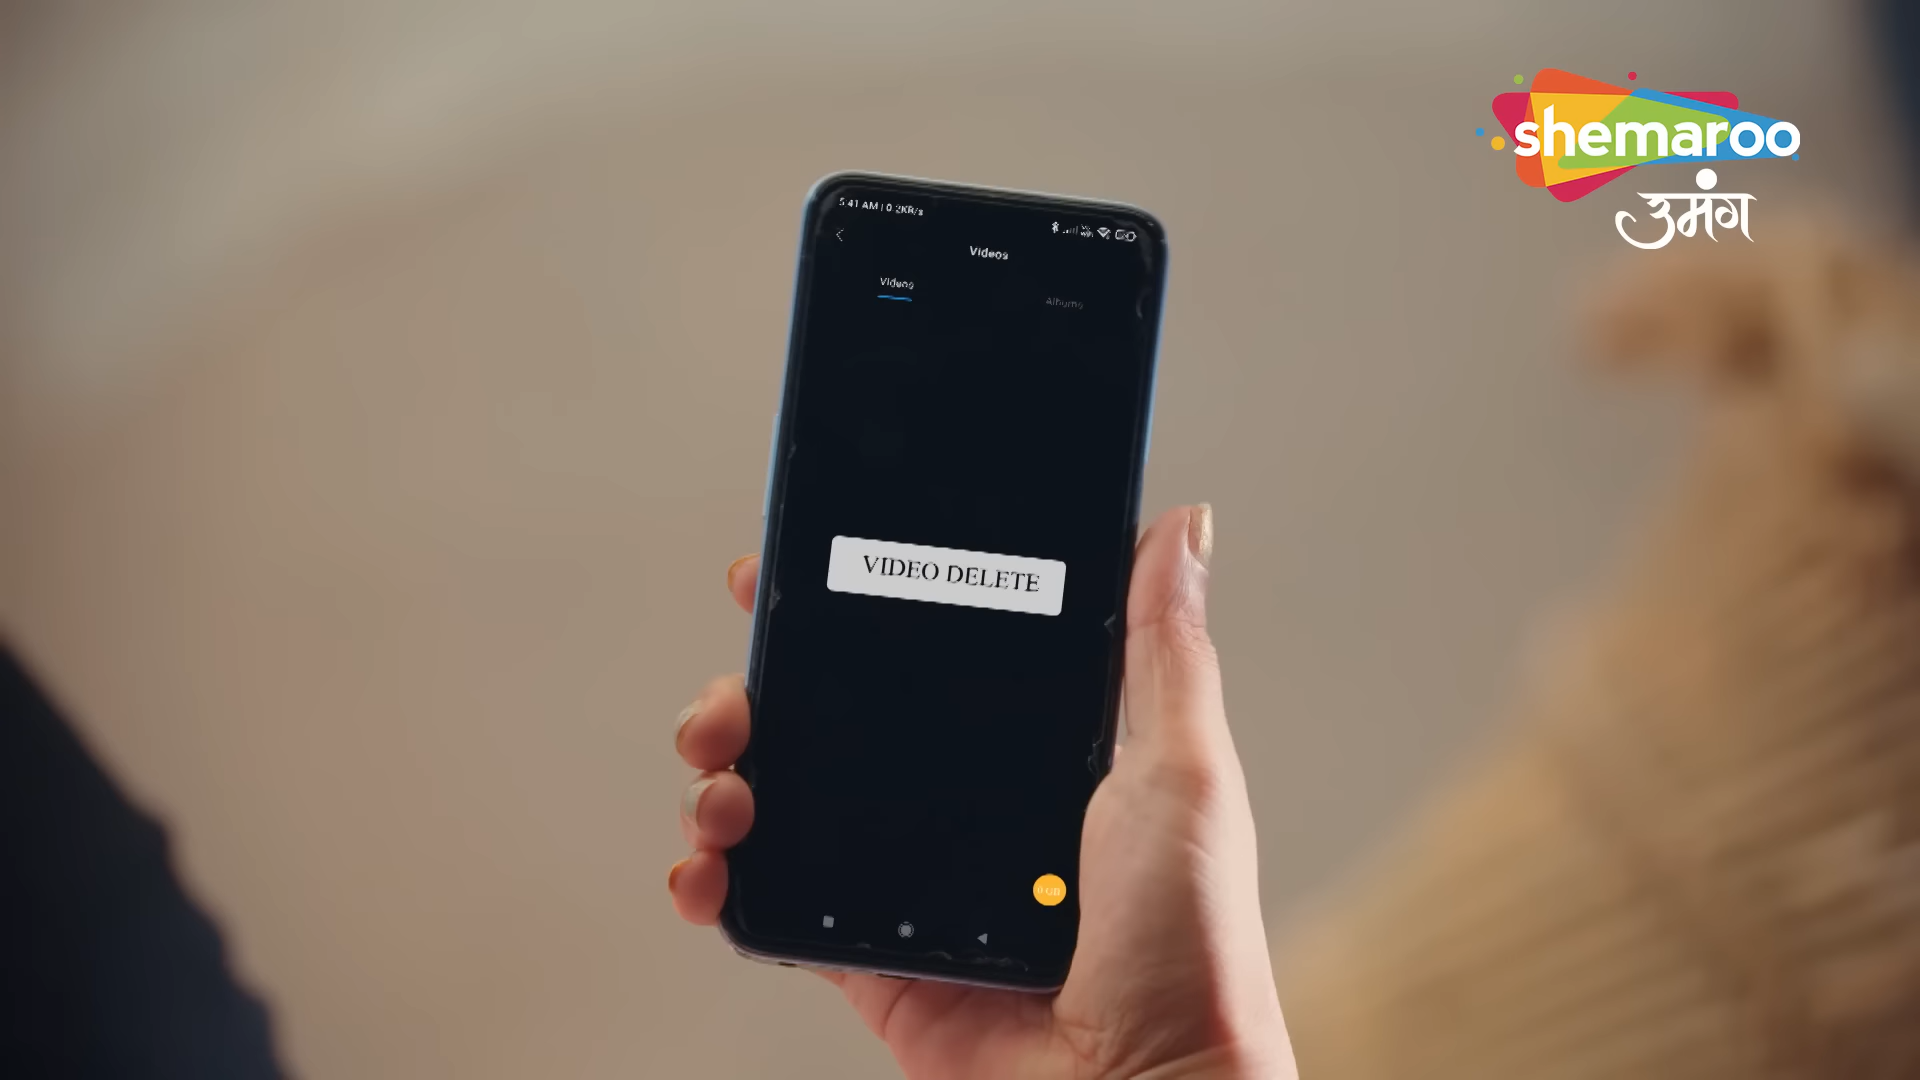 shemaroo
उमंग
5:41 AM | 0.2KB/s
Videos
Videos
Albums
VIDEO DELETE